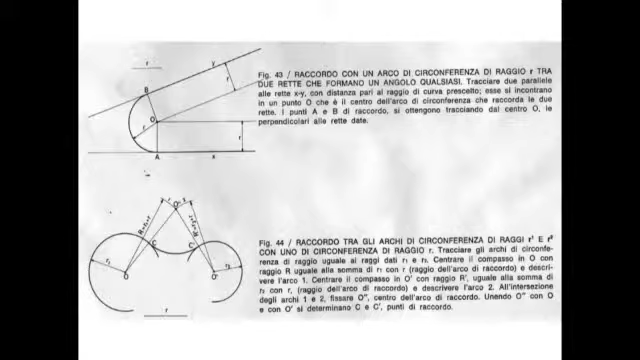 r
Fig. 43 / RACCORDO CON UN ARCO DI CIRCONFERENZA DI RAGGIO r TRA
DUE RETTE CHE FORMANO UN ANGOLO QUALSIASI. Tracciare due parallele
alle rette x-y, con distanza pari al raggio di curva prescelto; esse si incontrano
in un punto O che è il centro dell'arco di circonferenza che raccorda le due
rette. I punti A e B di raccordo, si ottengono tracciando dal centro O, le
perpendicolari alle rette date.
y
r
B
O
r
r
A
x
Fig. 44 / RACCORDO TRA GLI ARCHI DI CIRCONFERENZA DI RAGGI r¹ E r²
CON UNO DI CIRCONFERENZA DI RAGGIO r. Tracciare gli archi di circonfe-
renza di raggio uguale ai raggi dati r₁ e r₂. Centrare il compasso in O con
raggio R uguale alla somma di r₁ con r (raggio dell'arco di raccordo) e descri-
vere l'arco 1. Centrare il compasso in O' con raggio R', uguale alla somma di
r₂ con r, (raggio dell'arco di raccordo) e descrivere l'arco 2. All'intersezione
degli archi 1 e 2, fissare O'', centro dell'arco di raccordo. Unendo O'' con O
e con O' si determinano C e C', punti di raccordo.
O''
R=r₁+r
C
C'
r₁
r₂
O
O'
r